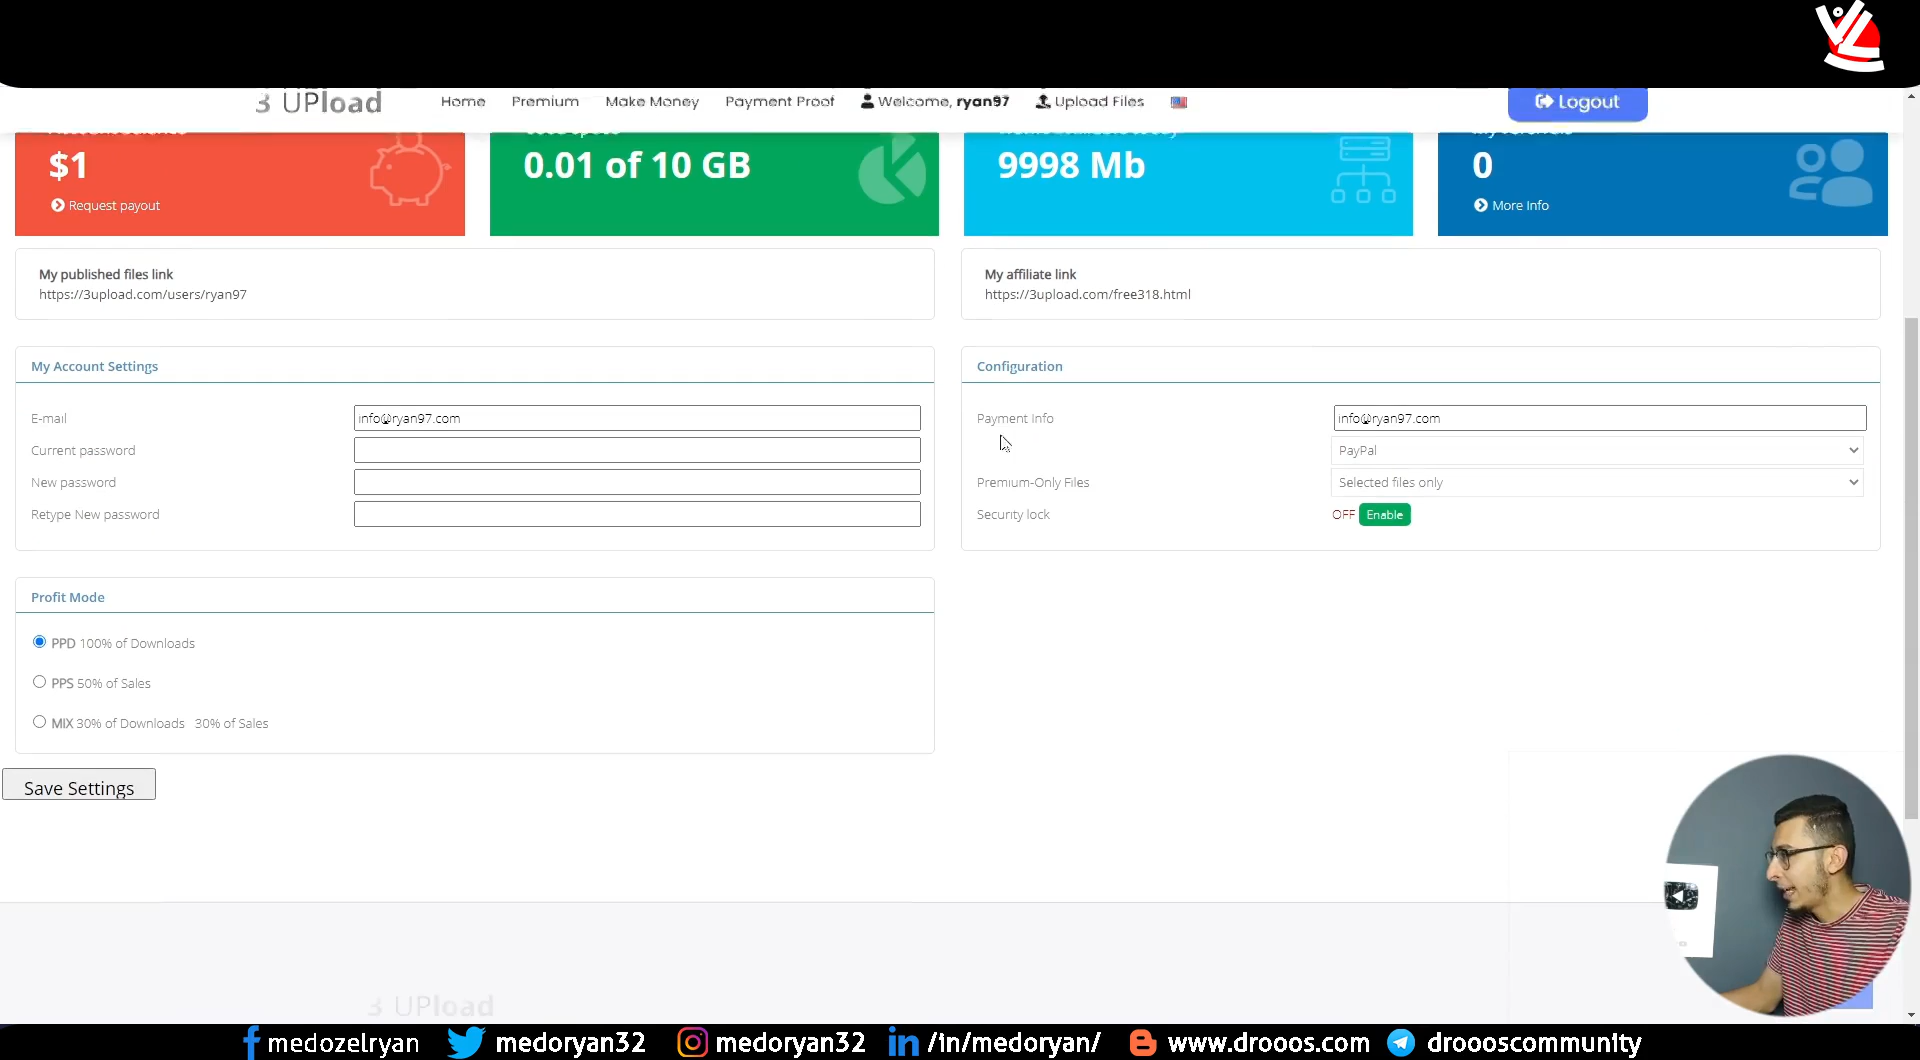 3 UPload
Home
Premium
Make Money
Payment Proof
Welcome, ryan97
Upload Files
Logout
$1
Request payout
0.01 of 10 GB
9998 Mb
0
More Info
My published files link
https://3upload.com/users/ryan97
My affiliate link
https://3upload.com/free318.html
My Account Settings
E-mail
info@ryan97.com
Current password
New password
Retype New password
Configuration
Payment Info
info@ryan97.com
PayPal
Premium-Only Files
Selected files only
Security lock
OFF Enable
Profit Mode
PPD 100% of Downloads
PPS 50% of Sales
MIX 30% of Downloads 30% of Sales
Save Settings
3 UPload
medozelryan
medoryan32
medoryan32
/in/medoryan/
www.drooos.com
droooscommunity